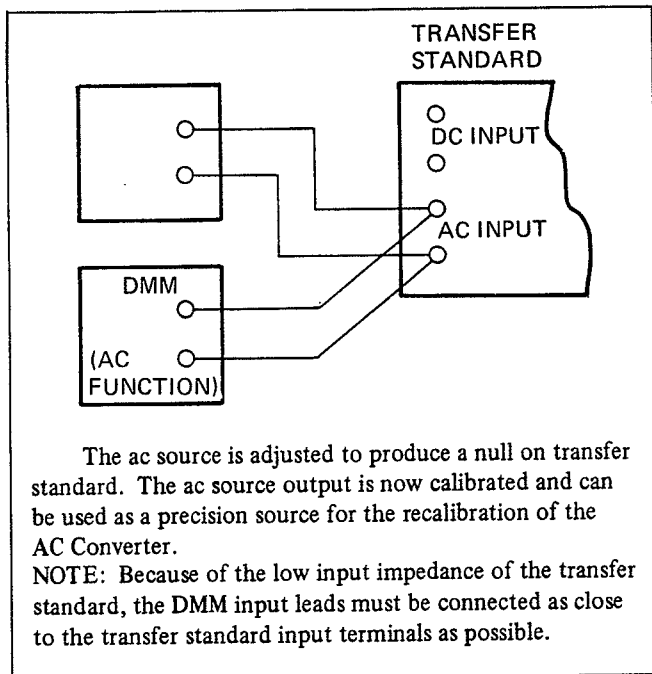 TRANSFER
STANDARD
DC INPUT
AC INPUT
DMM
(AC
FUNCTION)
The ac source is adjusted to produce a null on transfer
standard. The ac source output is now calibrated and can
be used as a precision source for the recalibration of the
AC Converter.
NOTE: Because of the low input impedance of the transfer
standard, the DMM input leads must be connected as close
to the transfer standard input terminals as possible.